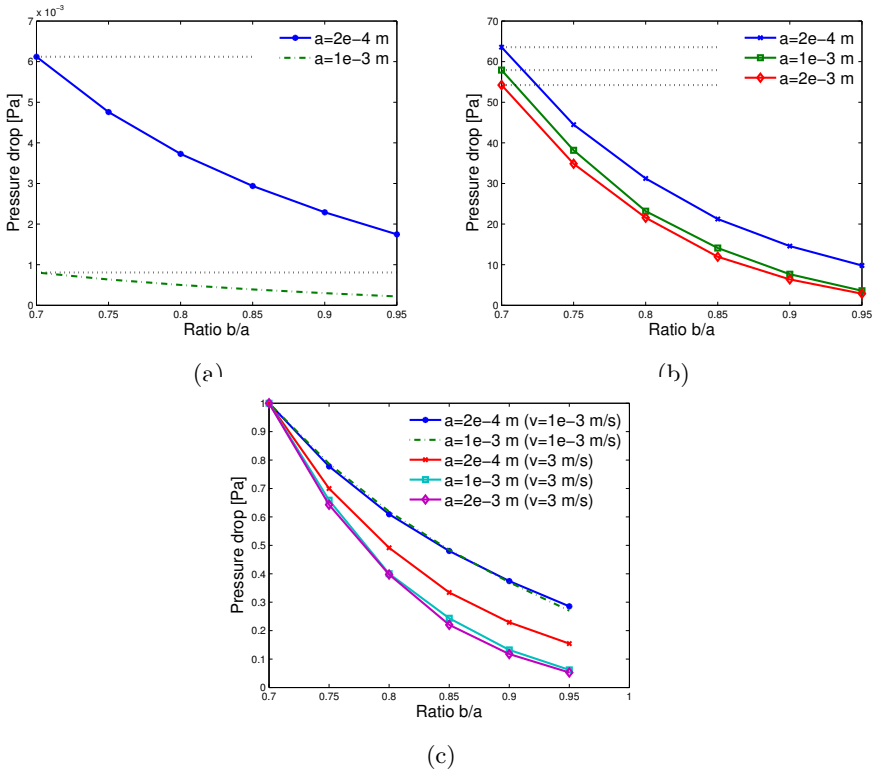 x 10−3
7
6
5
4
3
2
1
0
0.7 0.75 0.8 0.85 0.9 0.95
Pressure drop [Pa]
Ratio b/a
a=2e−4 m
a=1e−3 m
(a)
70
60
50
40
30
20
10
0
0.7 0.75 0.8 0.85 0.9 0.95
Pressure drop [Pa]
Ratio b/a
a=2e−4 m
a=1e−3 m
a=2e−3 m
(b)
1
0.9
0.8
0.7
0.6
0.5
0.4
0.3
0.2
0.1
0
0.7 0.75 0.8 0.85 0.9 0.95 1
Pressure drop [Pa]
Ratio b/a
a=2e−4 m (v=1e−3 m/s)
a=1e−3 m (v=1e−3 m/s)
a=2e−4 m (v=3 m/s)
a=1e−3 m (v=3 m/s)
a=2e−3 m (v=3 m/s)
(c)